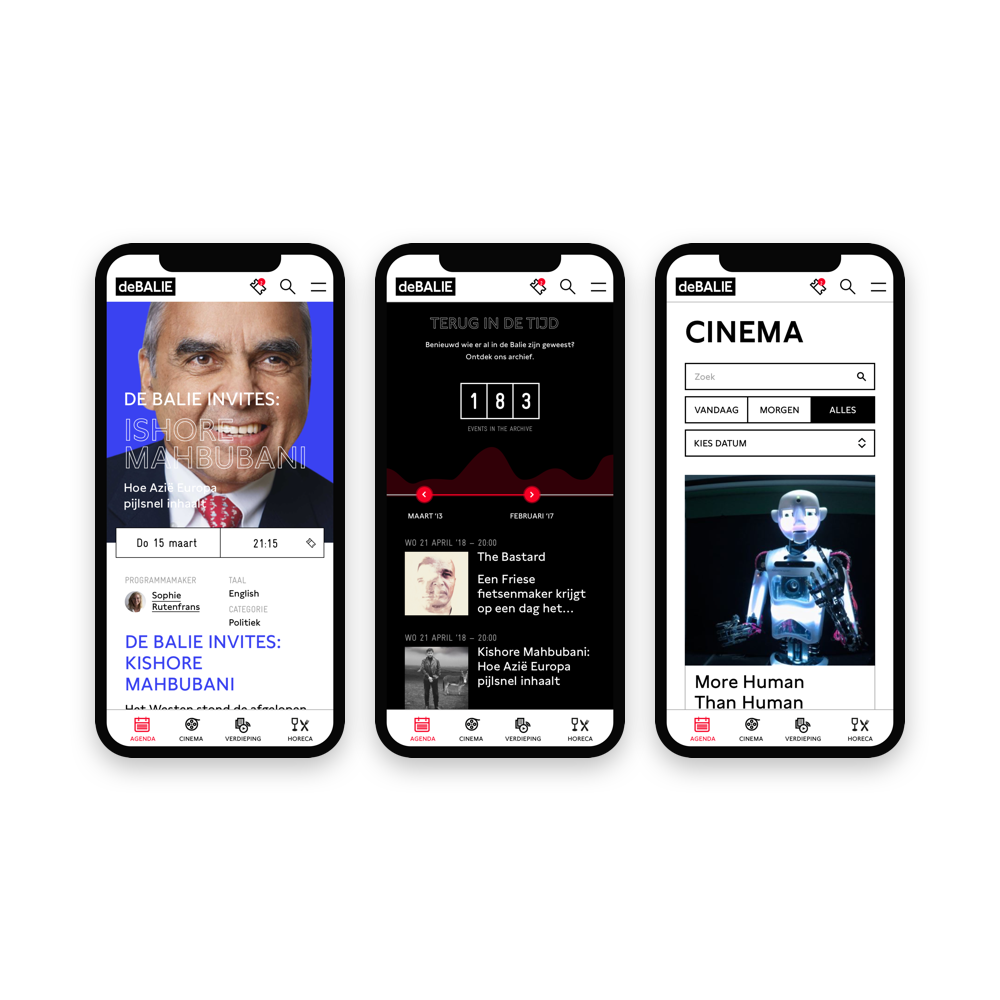 deBALIE
DE BALIE INVITES:
ISHORE
MAHBUBANI
Hoe Azië Europa
pijlsnel inhaalt
Do 15 maart
21:15
PROGRAMMAMAKER
Sophie
Rutenfrans
TAAL
English
CATEGORIE
Politiek
DE BALIE INVITES:
KISHORE
MAHBUBANI
Het Westen stond de afgelopen
AGENDA
CINEMA
VERDIEPING
HORECA
deBALIE
TERUG IN DE TIJD
Benieuwd wie er al in de Balie zijn geweest?
Ontdek ons archief.
183
EVENTS IN THE ARCHIVE
MAART '13
FEBRUARI '17
WO 21 APRIL '18 – 20:00
The Bastard
Een Friese
fietsenmaker krijgt
op een dag het...
WO 21 APRIL '18 – 20:00
Kishore Mahbubani:
Hoe Azië Europa
pijlsnel inhaalt
AGENDA
CINEMA
VERDIEPING
HORECA
deBALIE
CINEMA
Zoek
VANDAAG
MORGEN
ALLES
KIES DATUM
More Human
Than Human
AGENDA
CINEMA
VERDIEPING
HORECA